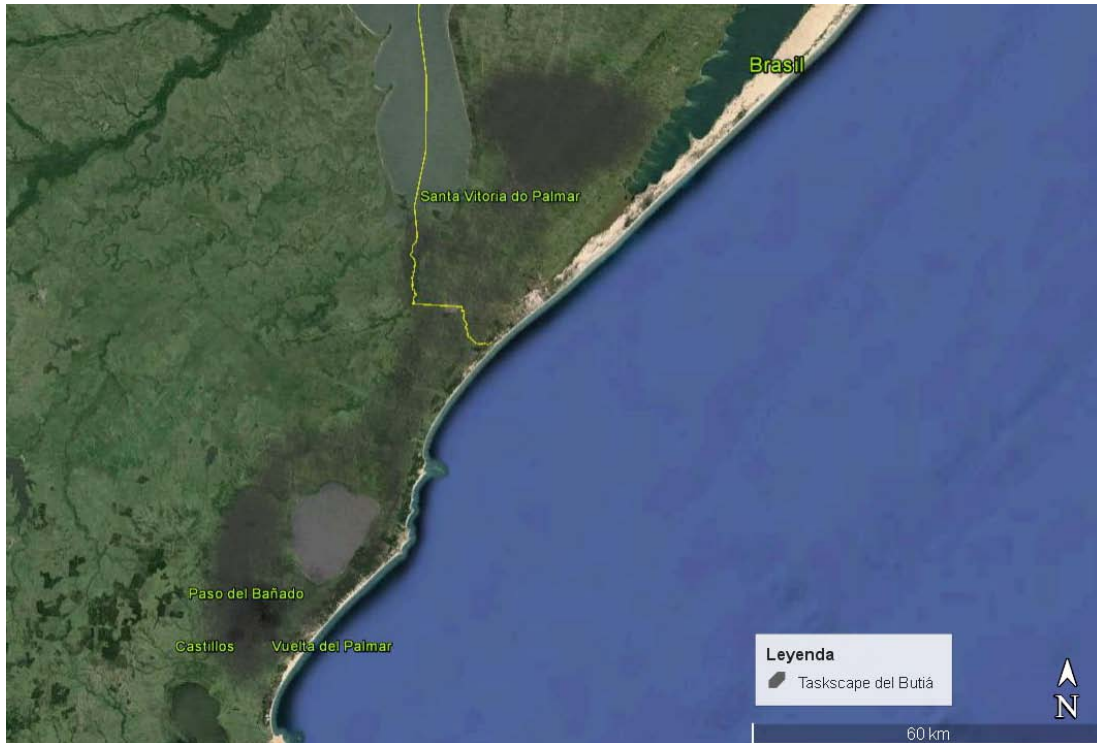 Brasil
Santa Vitoria do Palmar
Paso del Bañado
Castillos
Vuelta del Palmar
Leyenda
Taskscape del Butiá
N
60 km